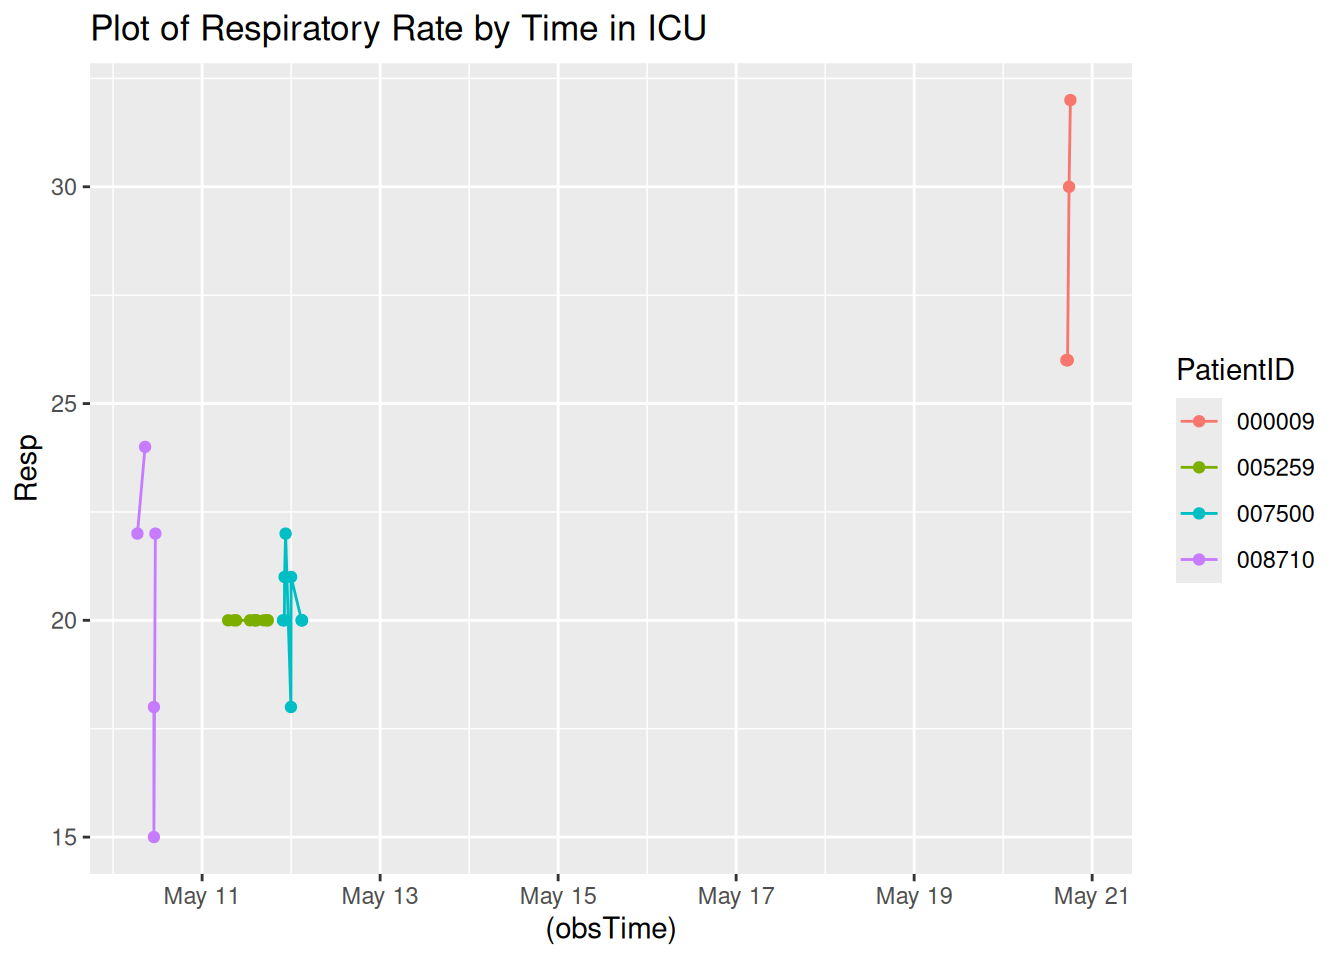 Plot of Respiratory Rate by Time in ICU
30
25
20
15
Resp
May 11 May 13 May 15 May 17 May 19 May 21
(obsTime)
PatientID
000009
005259
007500
008710